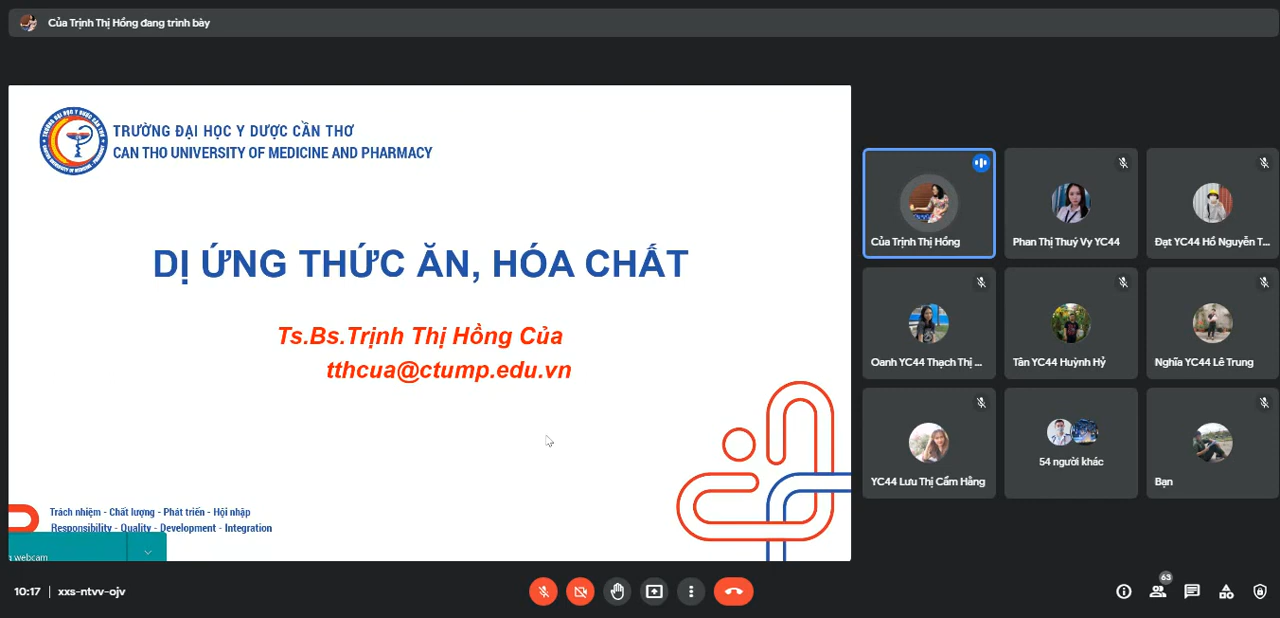 Của Trịnh Thị Hồng đang trình bày
TRƯỜNG ĐẠI HỌC Y DƯỢC CẦN THƠ
CAN THO UNIVERSITY OF MEDICINE AND PHARMACY
DỊ ỨNG THỨC ĂN, HÓA CHẤT
Ts.Bs.Trịnh Thị Hồng Của
tthcua@ctump.edu.vn
Trách nhiệm - Chất lượng - Phát triển - Hội nhập
Responsibility - Quality - Development - Integration
webcam
Của Trịnh Thị Hồng
Phan Thị Thuý Vy YC44
Đạt YC44 Hồ Nguyễn T...
Oanh YC44 Thạch Thị ...
Tân YC44 Huỳnh Hỷ
Nghĩa YC44 Lê Trung
YC44 Lưu Thị Cẩm Hằng
54 người khác
Bạn
10:17 | xxs-ntvv-ojv
63